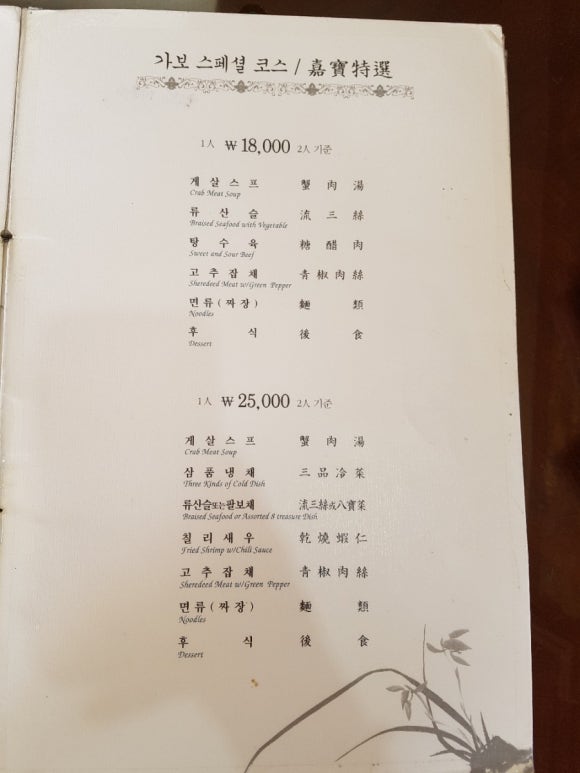 가보 스페셜 코스 / 嘉寶特選
1人 ₩ 18,000 2人 기준
게살스프 蟹肉湯
Crab Meat Soup
류산슬 流三絲
Braised Seafood with Vegetable
탕수육 糖醋肉
Sweet and Sour Beef
고추잡채 靑椒肉絲
Sheredeed Meat w/Green Pepper
면류(짜장) 麵類
Noodles
후식 後食
Dessert
1人 ₩ 25,000 2人 기준
게살스프 蟹肉湯
Crab Meat Soup
삼품냉채 三品冷菜
Three Kinds of Cold Dish
류산슬또는팔보채 流三絲或八寶菜
Braised Seafood or Assorted 8 treasure Dish
칠리새우 乾燒蝦仁
Fried Shrimp w/Chili Sauce
고추잡채 靑椒肉絲
Sheredeed Meat w/Green Pepper
면류(짜장) 麵類
Noodles
후식 後食
Dessert